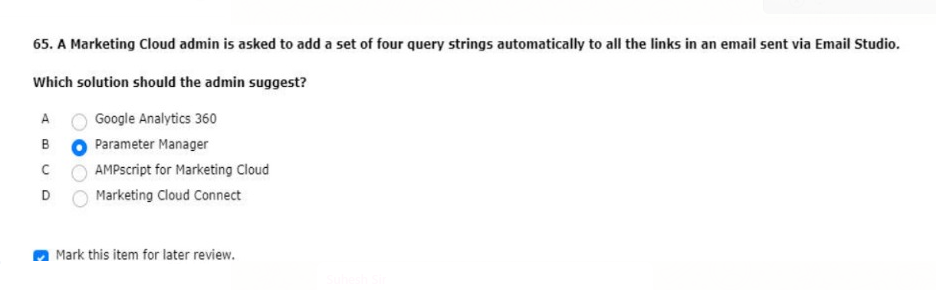 65. A Marketing Cloud admin is asked to add a set of four query strings automatically to all the links in an email sent via Email Studio.
Which solution should the admin suggest?
A Google Analytics 360
B Parameter Manager
C AMPscript for Marketing Cloud
D Marketing Cloud Connect
Mark this item for later review.